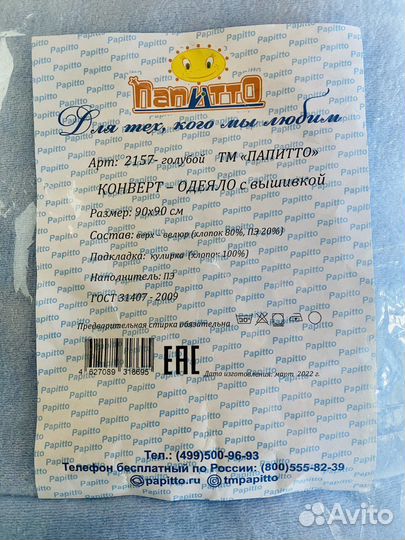 ПАПИТТО
Для тех, кого мы любим
Арт: 2157- голубой ТМ «ПАПИТТО»
КОНВЕРТ – ОДЕЯЛО с вышивкой
Размер: 90х90 см
Состав: верх – велюр (хлопок 80%, ПЭ 20%)
Подкладка: кулирка (хлопок 100%)
Наполнитель: ПЭ
ГОСТ 31407 - 2009
Предварительная стирка обязательна
EAC
4 627089 318695
Дата изготовления: март 2022 г.
Тел.: (499)500-96-93
Телефон бесплатный по России: (800)555-82-39
papitto.ru tmpapitto
Papitto
Avito